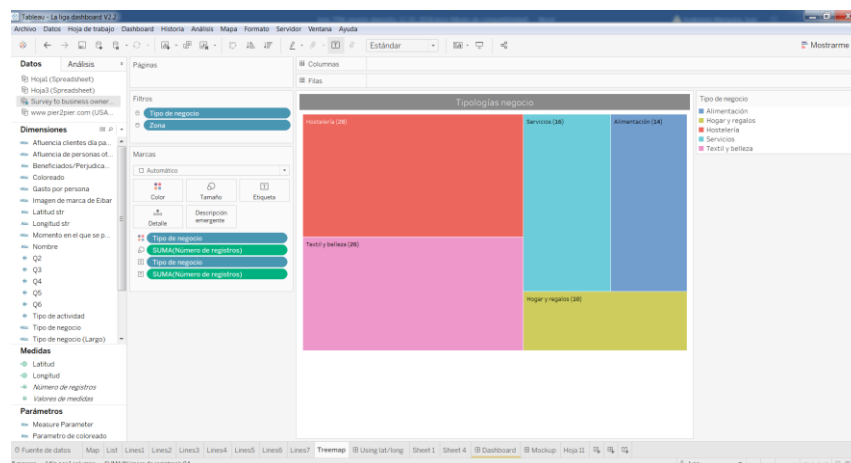 Tableau - La liga dashboard V2.2
Archivo Datos Hoja de trabajo Dashboard Historia Análisis Mapa Formato Servidor Ventana Ayuda
Estándar
Mostrarme
Datos Análisis
Hoja1 (Spreadsheet)
Hoja3 (Spreadsheet)
Survey to business owner...
www.pier2pier.com (USA...
Dimensiones
Afluencia clientes día pa...
Afluencia de personas ot...
Beneficiados/Perjudica...
Coloreado
Gasto por persona
Imagen de marca de Eibar
Latitud str
Longitud str
Momento en el que se p...
Nombre
Q2
Q3
Q4
Q5
Q6
Tipo de actividad
Tipo de negocio
Tipo de negocio (Largo)
Medidas
Latitud
Longitud
Número de registros
Valores de medidas
Parámetros
Measure Parameter
Parametro de coloreado
Páginas
Filtros
Tipo de negocio
Zona
Marcas
Automático
Color Tamaño Etiqueta
Detalle Descripción emergente
Tipo de negocio
SUMA(Número de registros)
Tipo de negocio
SUMA(Número de registros)
Columnas
Filas
Tipologías negocio
Hostelería (26)
Servicios (16)
Alimentación (14)
Textil y belleza (26)
Tipo de negocio
Alimentación
Hogar y regalos
Hostelería
Servicios
Textil y belleza
Fuente de datos Map List Lines1 Lines2 Lines3 Lines4 Lines5 Lines6 Lines7 Treemap Using lat/long Sheet 1 Sheet 4 Dashboard Mockup Hoja 11